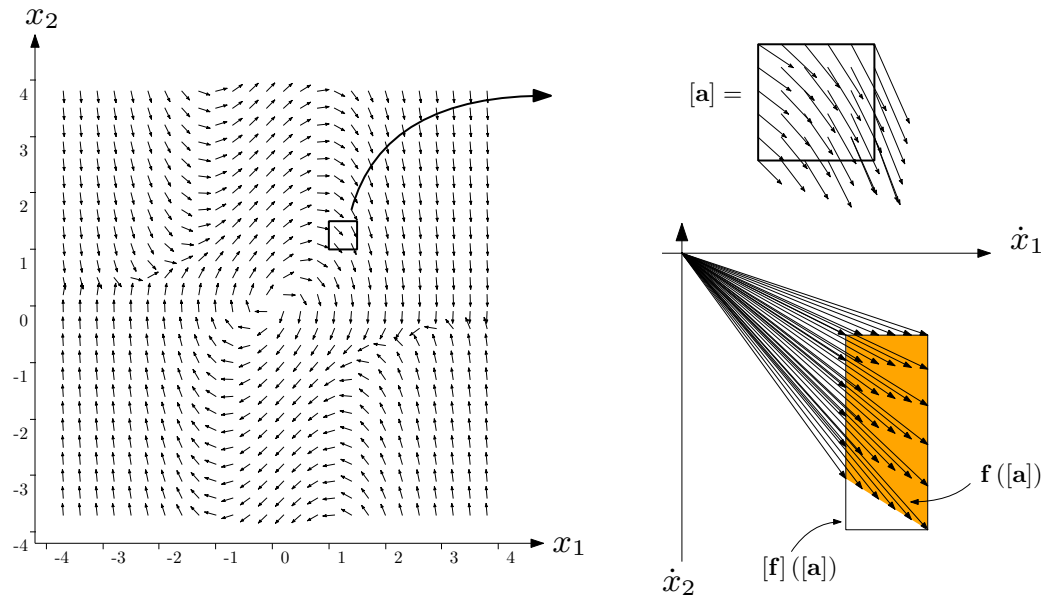 x₂
4
3
2
1
0
-1
-2
-3
-4
-4 -3 -2 -1 0 1 2 3 4
x₁
[a] =
ẋ₁
f ([a])
[f] ([a])
ẋ₂